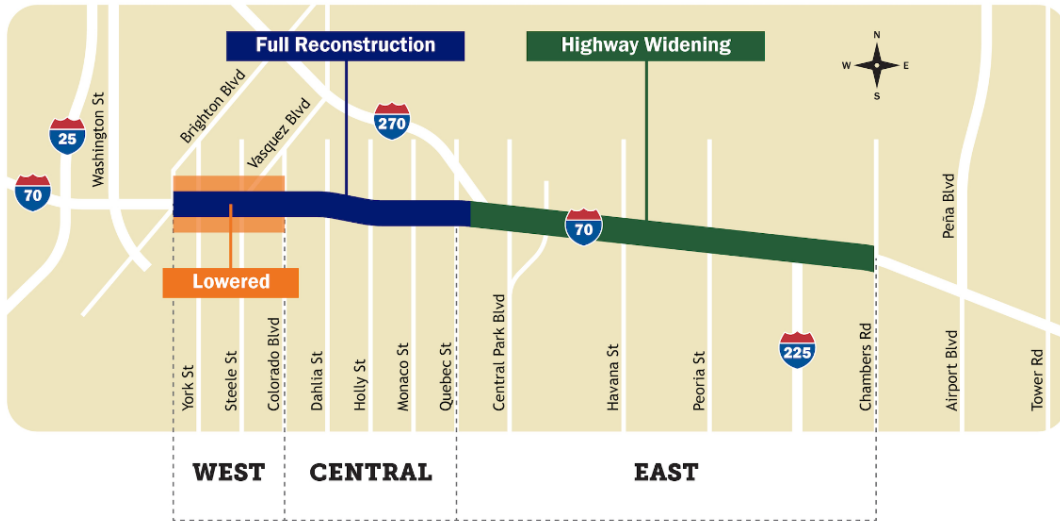 Full Reconstruction
Highway Widening
N
W
E
S
Brighton Blvd
Vasquez Blvd
Washington St
25
270
70
70
Peña Blvd
Lowered
225
York St
Steele St
Colorado Blvd
Dahlia St
Holly St
Monaco St
Quebec St
Central Park Blvd
Havana St
Peoria St
Chambers Rd
Airport Blvd
Tower Rd
WEST
CENTRAL
EAST